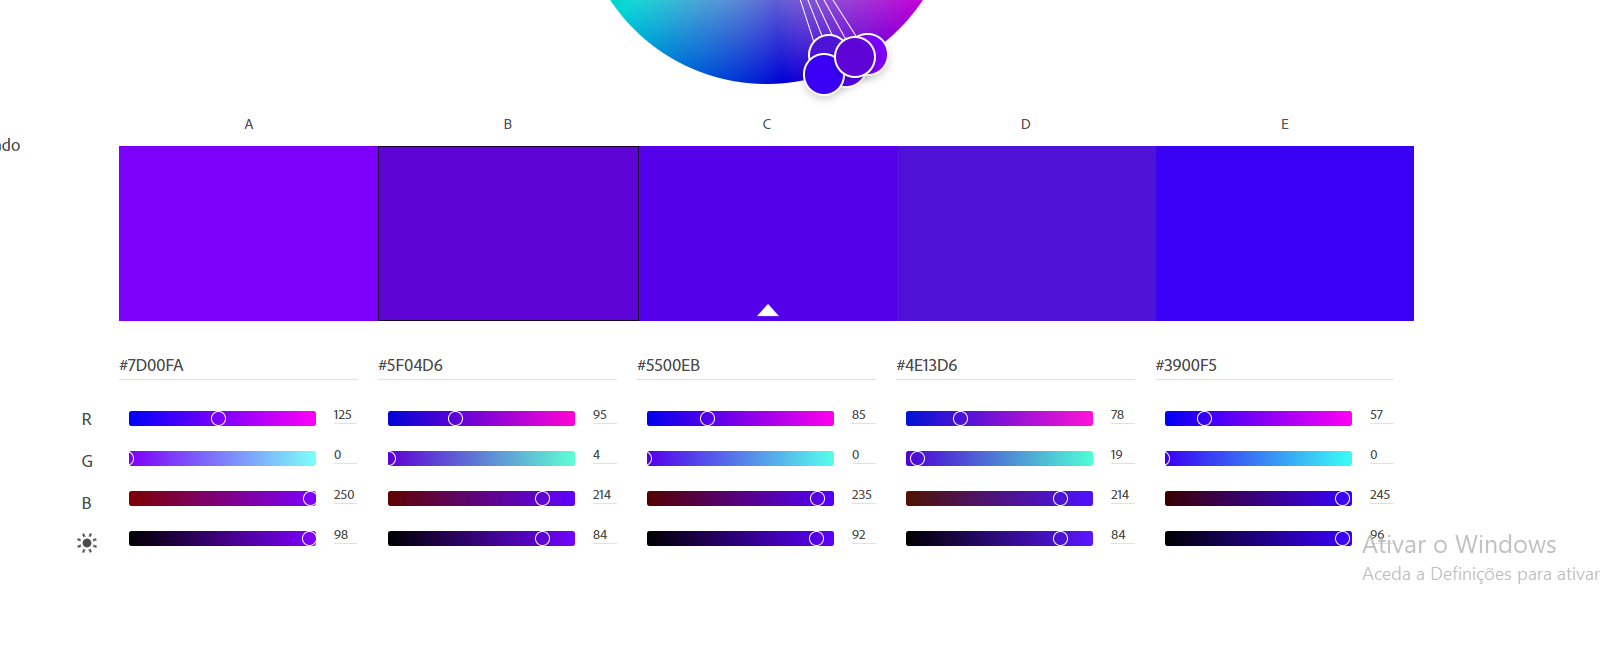 A B C D E
ado
#7D00FA #5F04D6 #5500EB #4E13D6 #3900F5
R 125 95 85 78 57
G 0 4 0 19 0
B 250 214 235 214 245
98 84 92 84 96
Ativar o Windows
Aceda a Definições para ativar